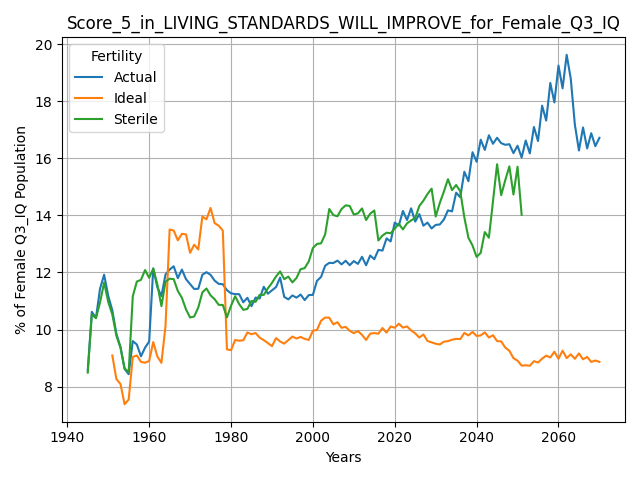 Score_5_in_LIVING_STANDARDS_WILL_IMPROVE_for_Female_Q3_IQ
Fertility
Actual
Ideal
Sterile
% of Female Q3_IQ Population
20
18
16
14
12
10
8
1940 1960 1980 2000 2020 2040 2060
Years